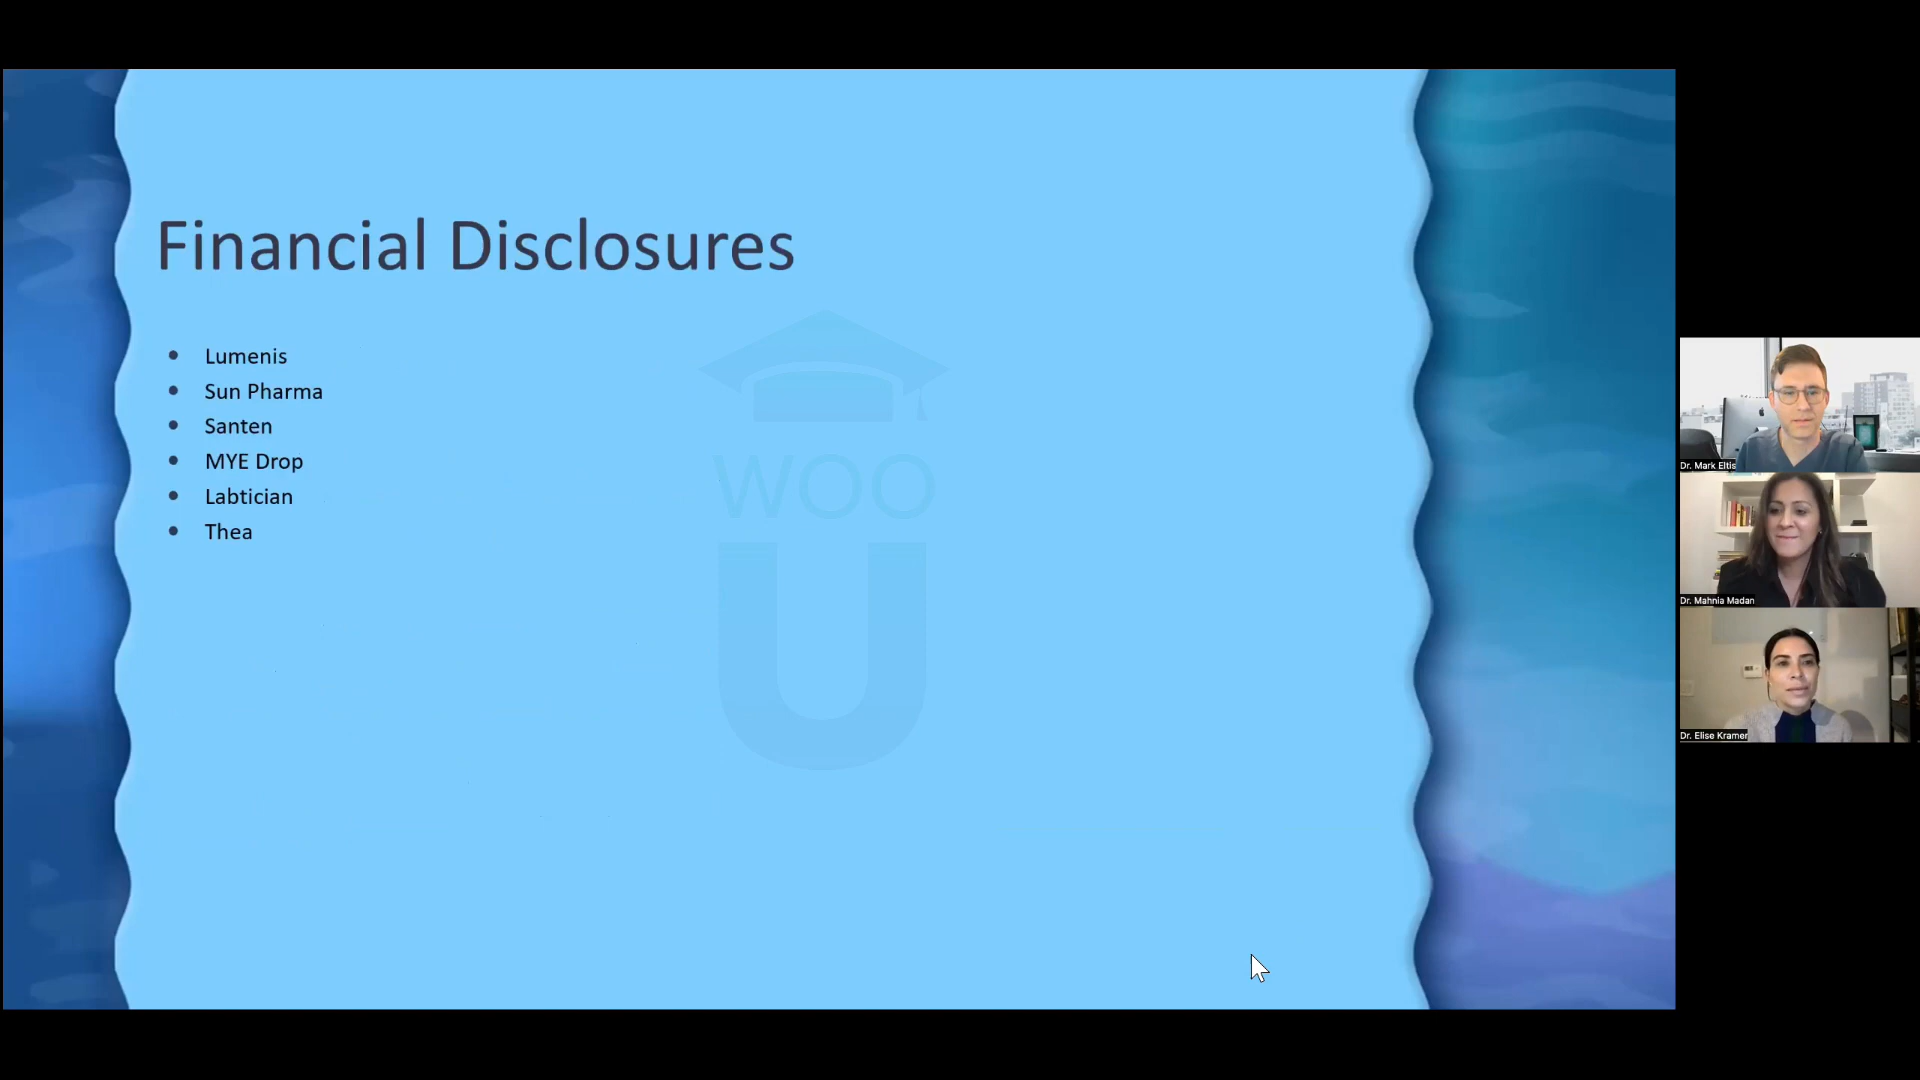 Financial Disclosures
• Lumenis
• Sun Pharma
• Santen
• MYE Drop
• Labtician
• Thea
WOO
U
Dr. Mark Eltis
Dr. Mahnia Madan
Dr. Elise Kramer